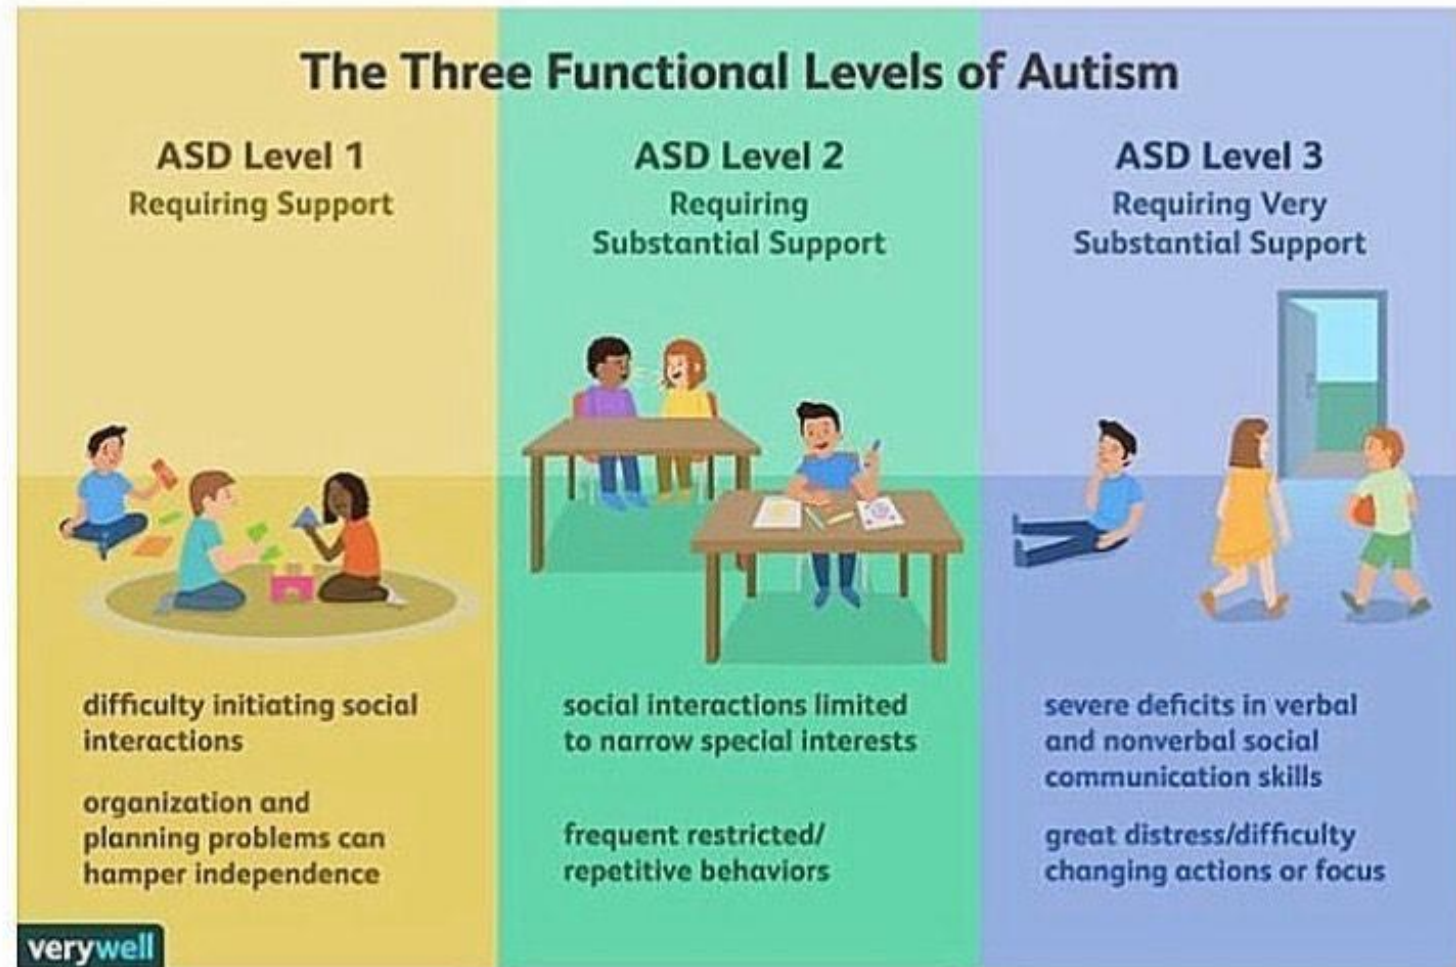 The Three Functional Levels of Autism
ASD Level 1
Requiring Support
difficulty initiating social
interactions
organization and
planning problems can
hamper independence
ASD Level 2
Requiring
Substantial Support
social interactions limited
to narrow special interests
frequent restricted/
repetitive behaviors
ASD Level 3
Requiring Very
Substantial Support
severe deficits in verbal
and nonverbal social
communication skills
great distress/difficulty
changing actions or focus
verywell